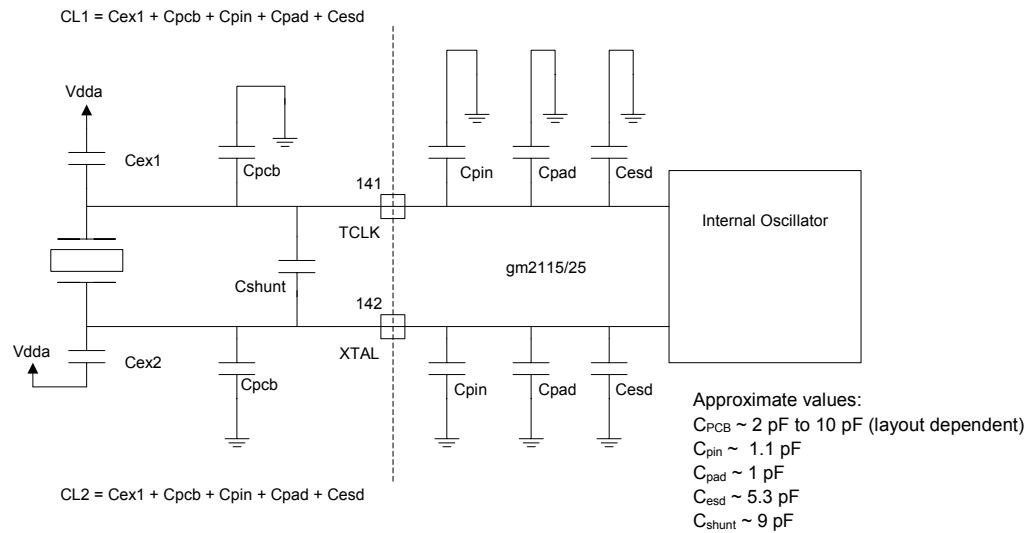 CL1 = Cex1 + Cpcb + Cpin + Cpad + Cesd
Vdda
Cex1
Cpcb
Cpin
Cpad
Cesd
141
TCLK
Internal Oscillator
Cshunt
gm2115/25
142
XTAL
Vdda
Cex2
Cpcb
Cpin
Cpad
Cesd
Approximate values:
CPCB ~ 2 pF to 10 pF (layout dependent)
Cpin ~ 1.1 pF
Cpad ~ 1 pF
Cesd ~ 5.3 pF
Cshunt ~ 9 pF
CL2 = Cex1 + Cpcb + Cpin + Cpad + Cesd